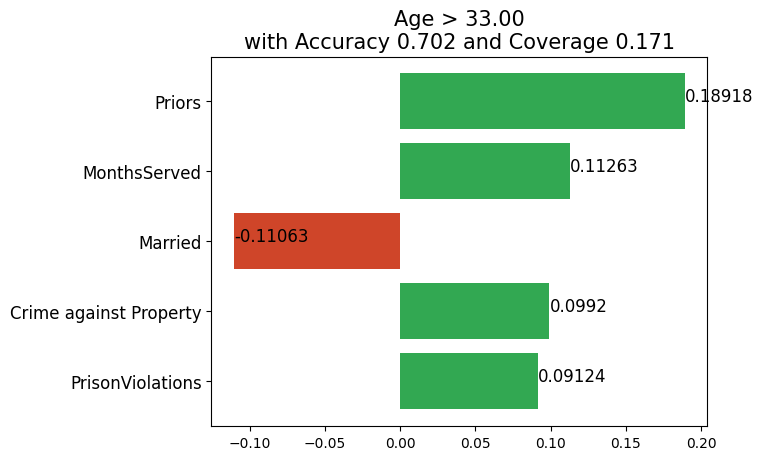 Age > 33.00
with Accuracy 0.702 and Coverage 0.171
Priors
0.18918
MonthsServed
0.11263
Married
-0.11063
Crime against Property
0.0992
PrisonViolations
0.09124
−0.10
−0.05
0.00
0.05
0.10
0.15
0.20